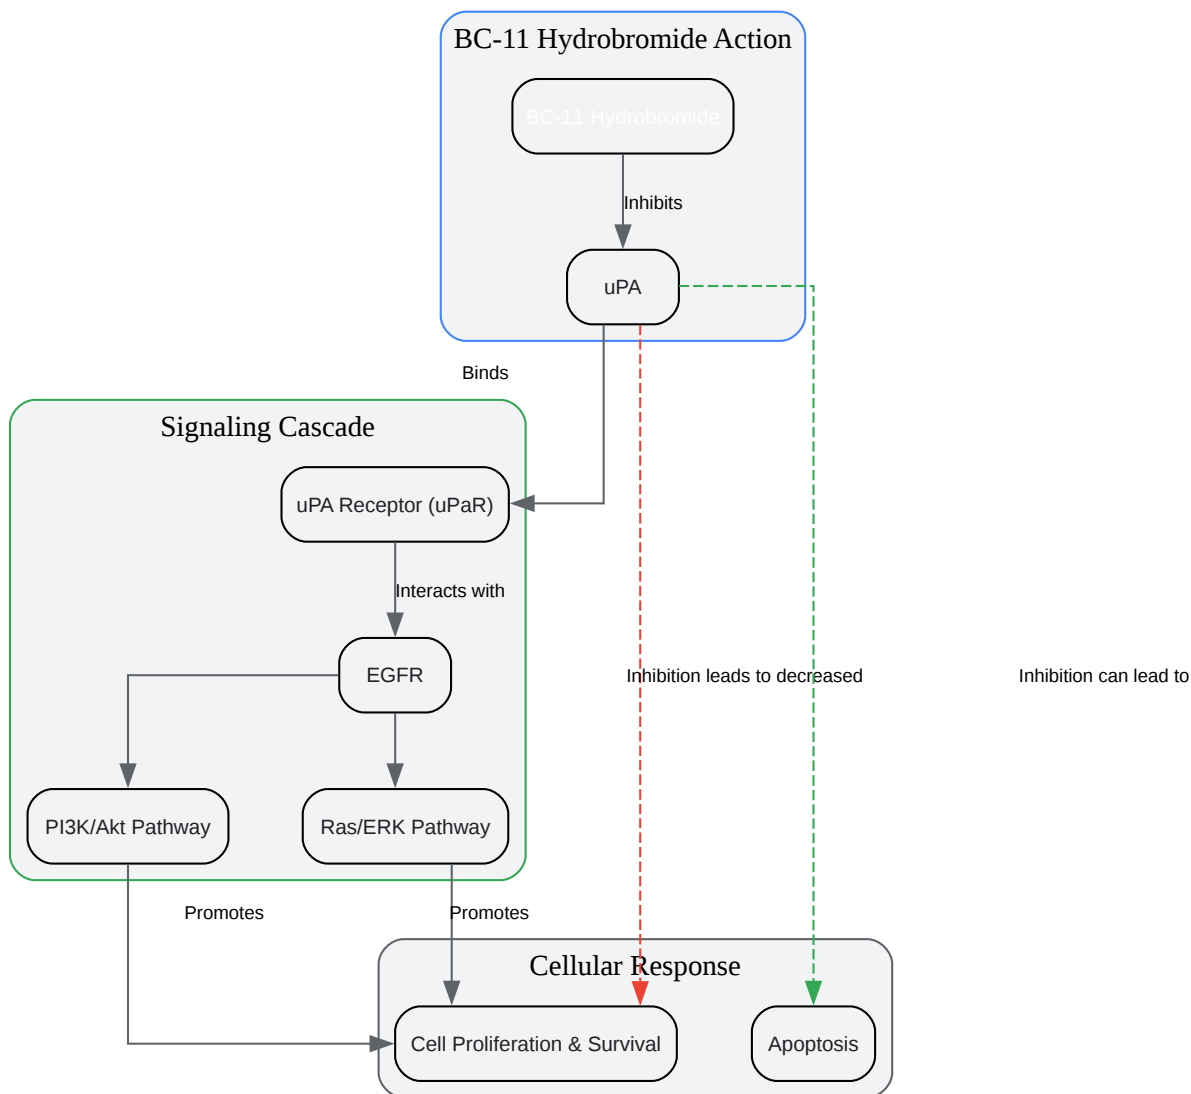 BC-11 Hydrobromide Action
BC-11 Hydrobromide
Inhibits
uPA
Binds
Signaling Cascade
uPA Receptor (uPaR)
Interacts with
EGFR
Inhibition leads to decreased
Inhibition can lead to
PI3K/Akt Pathway
Ras/ERK Pathway
Promotes
Promotes
Cellular Response
Cell Proliferation & Survival
Apoptosis